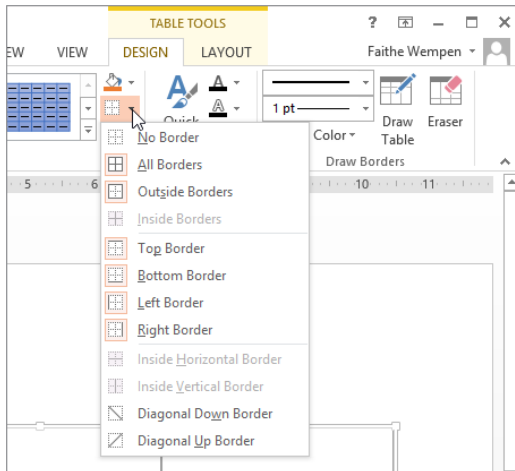 TABLE TOOLS
?
EW VIEW DESIGN LAYOUT Faithe Wempen
A A
Quick
1 pt
Color
Draw Table
Eraser
Draw Borders
5 6 10 11
No Border
All Borders
Outside Borders
Inside Borders
Top Border
Bottom Border
Left Border
Right Border
Inside Horizontal Border
Inside Vertical Border
Diagonal Down Border
Diagonal Up Border